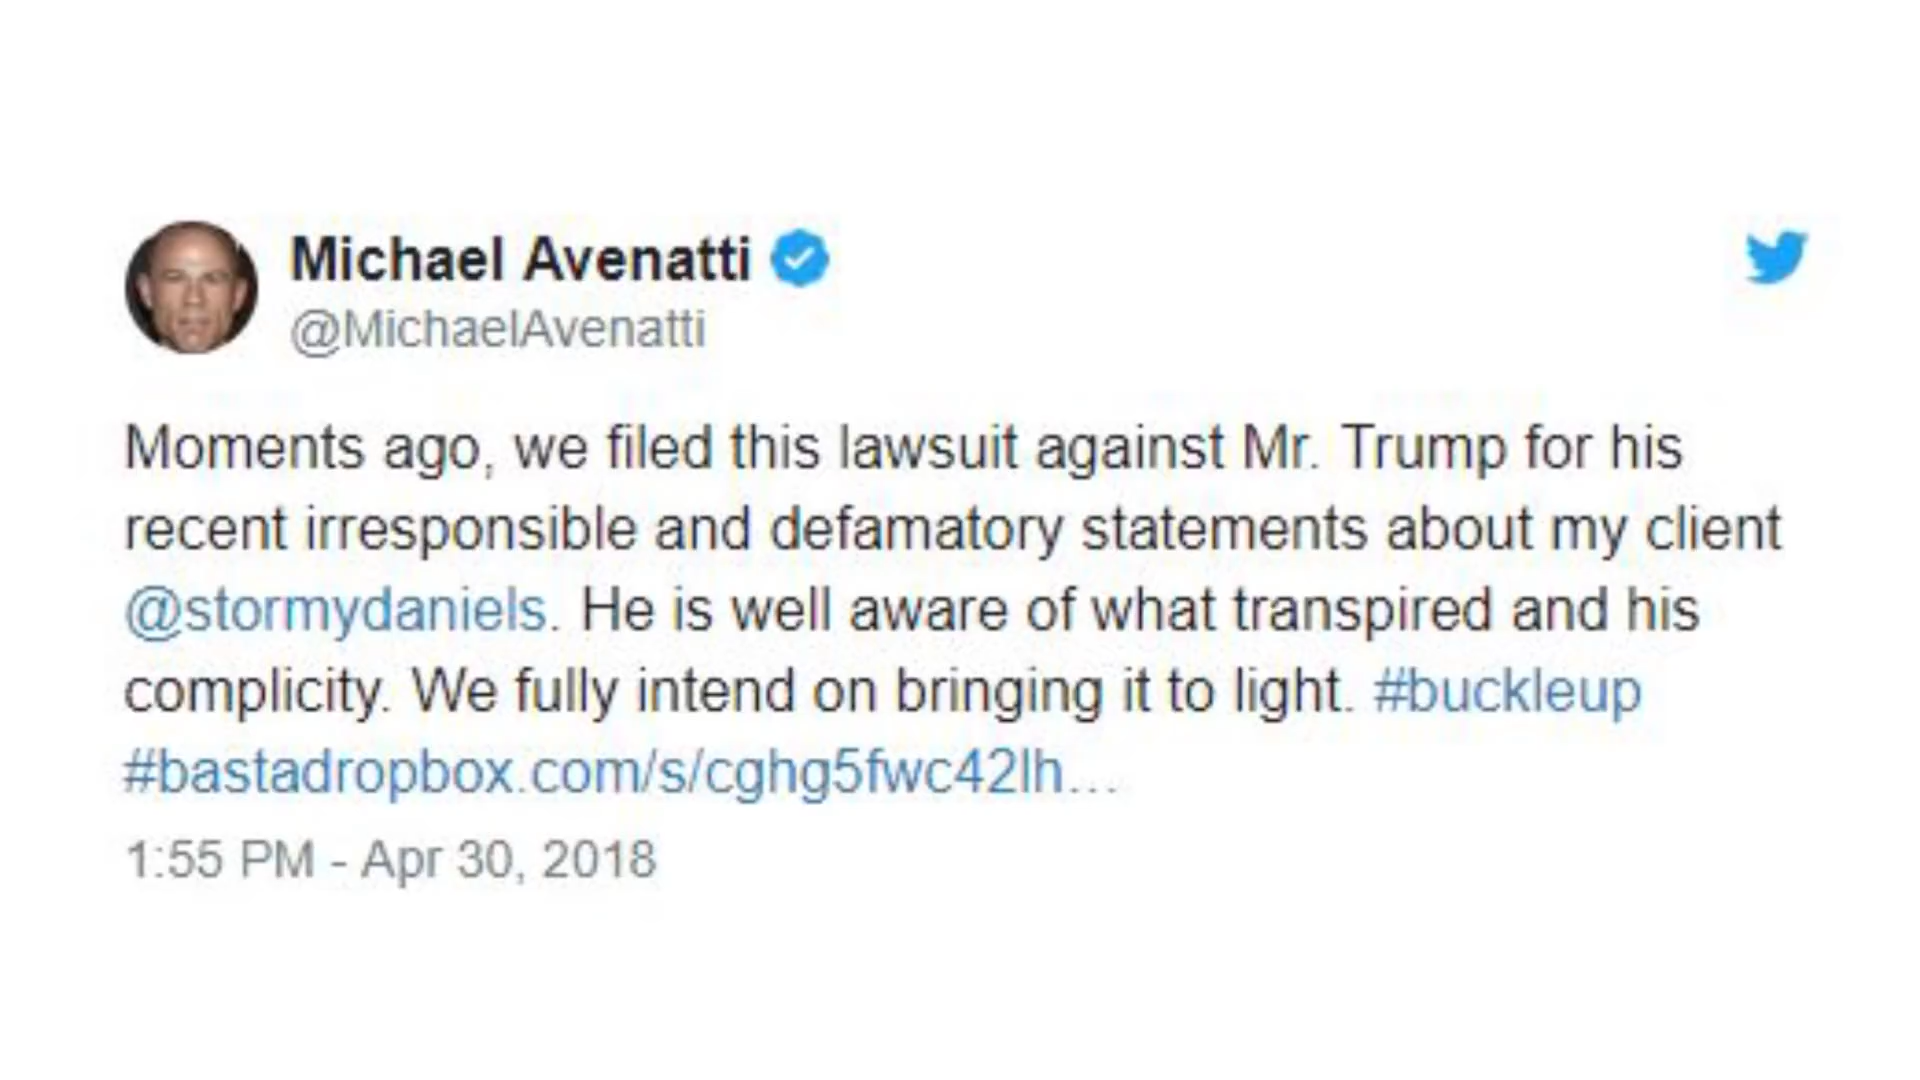 Michael Avenatti
@MichaelAvenatti
Moments ago, we filed this lawsuit against Mr. Trump for his
recent irresponsible and defamatory statements about my client
@stormydaniels. He is well aware of what transpired and his
complicity. We fully intend on bringing it to light. #buckleup
#bastadropbox.com/s/cghg5fwc42lh…
1:55 PM - Apr 30, 2018